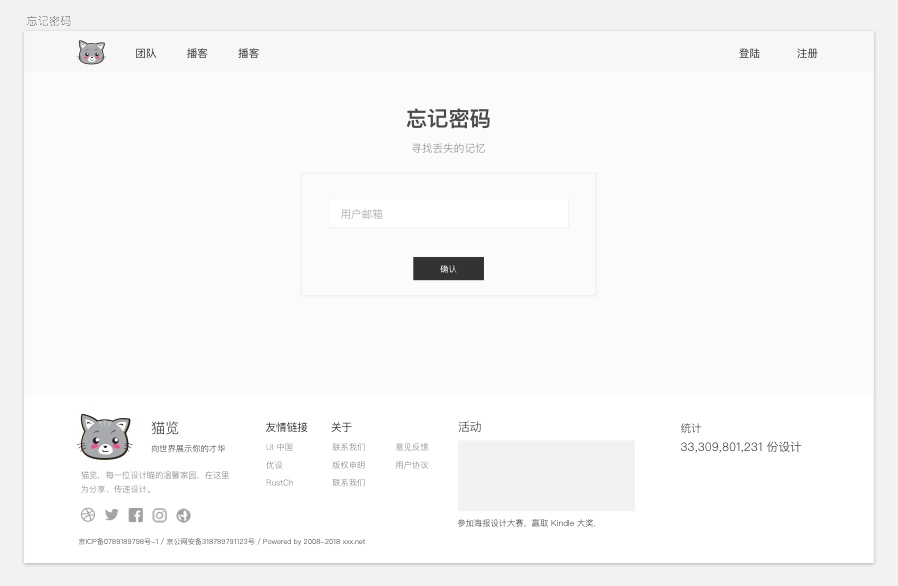 忘记密码
团队 播客 播客 登陆 注册
忘记密码
寻找丢失的记忆
用户邮箱
确认
猫览
向世界展示你的才华
猫览，每一位设计猫的温馨家园，在这里
为分享、传递设计。
京ICP备0789189798号-1 / 京公网安备318789791123号 / Powered by 2008-2018 xxx.net
友情链接
UI 中国
优设
RustCh
关于
联系我们 意见反馈
版权申明 用户协议
联系我们
活动
参加海报设计大赛，赢取 Kindle 大奖.
统计
33,309,801,231 份设计